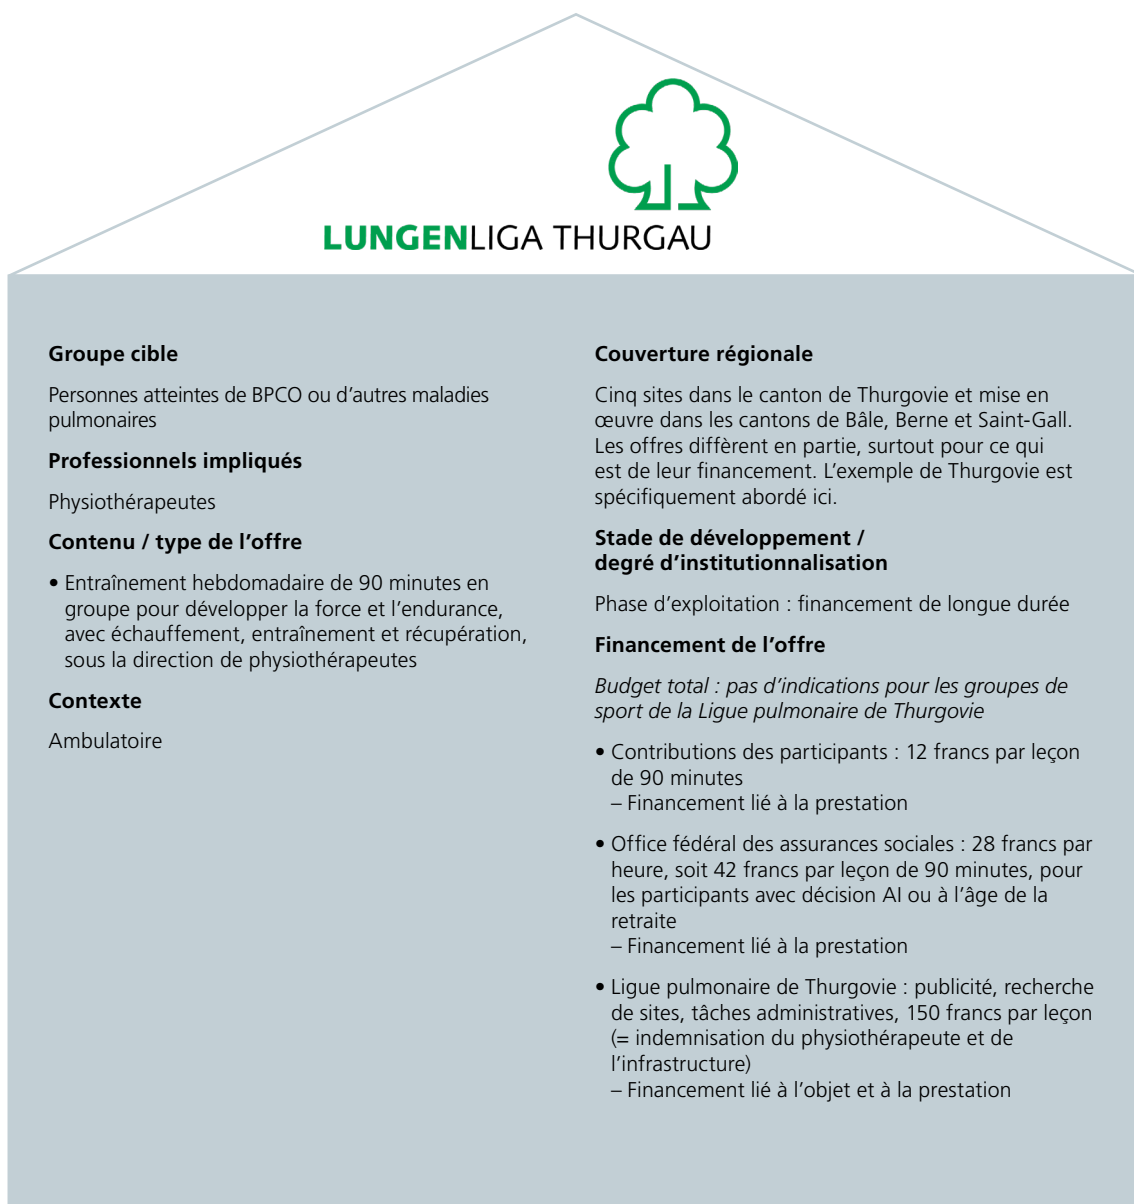 LUNGENLIGA THURGAU
Groupe cible
Personnes atteintes de BPCO ou d’autres maladies
pulmonaires
Professionnels impliqués
Physiothérapeutes
Contenu / type de l’offre
• Entraînement hebdomadaire de 90 minutes en
groupe pour développer la force et l’endurance,
avec échauffement, entraînement et récupération,
sous la direction de physiothérapeutes
Contexte
Ambulatoire
Couverture régionale
Cinq sites dans le canton de Thurgovie et mise en
œuvre dans les cantons de Bâle, Berne et Saint-Gall.
Les offres diffèrent en partie, surtout pour ce qui
est de leur financement. L’exemple de Thurgovie est
spécifiquement abordé ici.
Stade de développement /
degré d’institutionnalisation
Phase d’exploitation : financement de longue durée
Financement de l’offre
Budget total : pas d’indications pour les groupes de
sport de la Ligue pulmonaire de Thurgovie
• Contributions des participants : 12 francs par leçon
de 90 minutes
– Financement lié à la prestation
• Office fédéral des assurances sociales : 28 francs par
heure, soit 42 francs par leçon de 90 minutes, pour
les participants avec décision AI ou à l’âge de la
retraite
– Financement lié à la prestation
• Ligue pulmonaire de Thurgovie : publicité, recherche
de sites, tâches administratives, 150 francs par leçon
(= indemnisation du physiothérapeute et de
l’infrastructure)
– Financement lié à l’objet et à la prestation